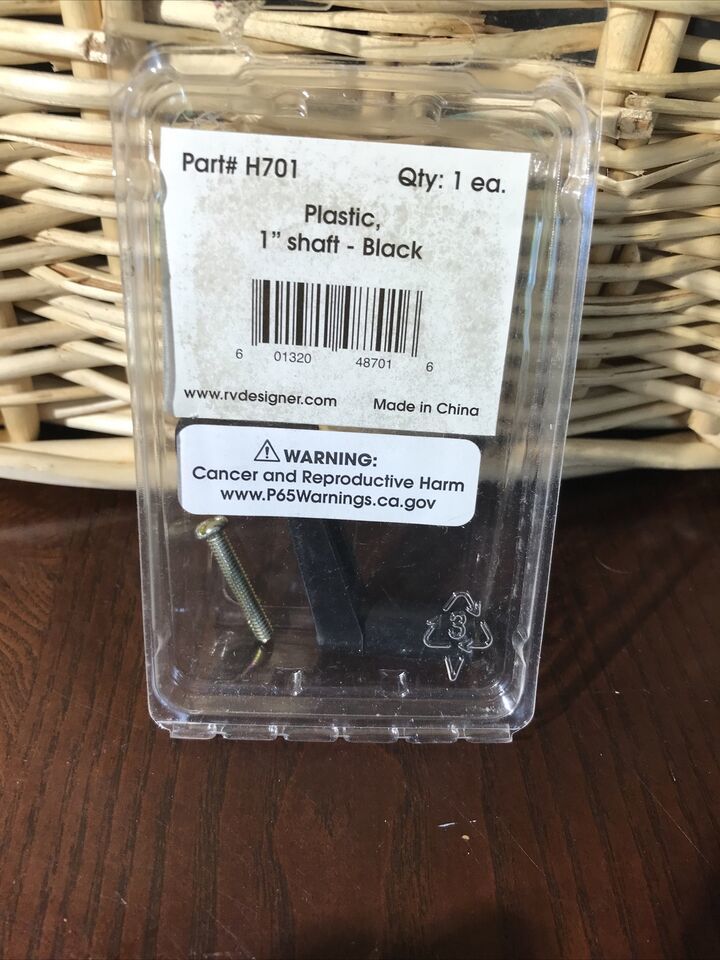 Part# H701 Qty: 1 ea.
Plastic,
1" shaft - Black
6 01320 48701 6
www.rvdesigner.com Made in China
⚠ WARNING:
Cancer and Reproductive Harm
www.P65Warnings.ca.gov
3
V